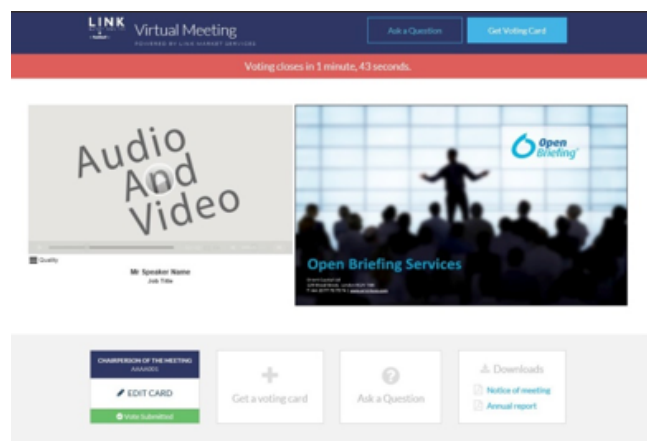 LINK
Virtual Meeting
POWERED BY LINK MARKET SERVICES
Ask a Question
Get Voting Card
Voting closes in 1 minute, 43 seconds.
Audio
And
Video
Open
Briefing
Quality
Mr Speaker Name
Job Title
Open Briefing Services
CHAIRPERSON OF THE MEETING
AAAA001
EDIT CARD
Vote Submitted
Get a voting card
Ask a Question
Downloads
Notice of meeting
Annual report